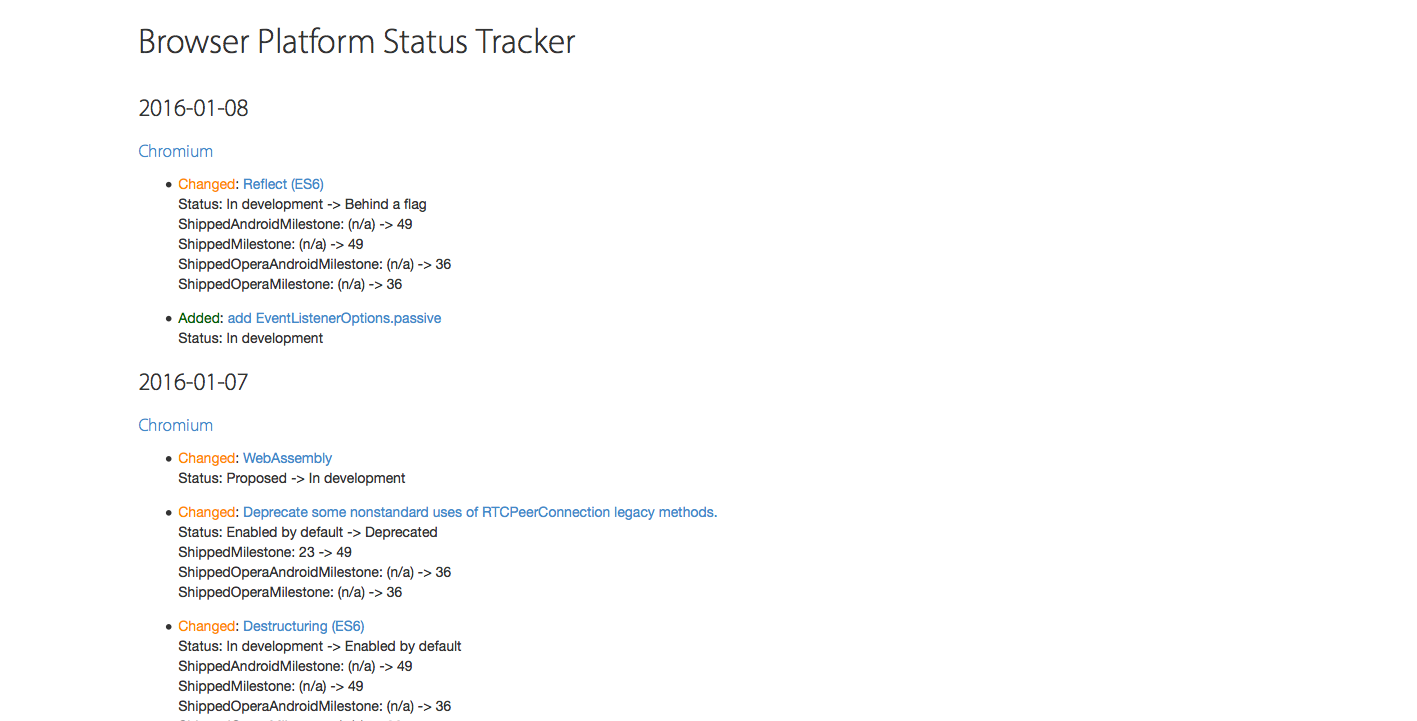 Browser Platform Status Tracker
2016-01-08
Chromium
Changed: Reflect (ES6)
Status: In development -> Behind a flag
ShippedAndroidMilestone: (n/a) -> 49
ShippedMilestone: (n/a) -> 49
ShippedOperaAndroidMilestone: (n/a) -> 36
ShippedOperaMilestone: (n/a) -> 36
Added: add EventListenerOptions.passive
Status: In development
2016-01-07
Chromium
Changed: WebAssembly
Status: Proposed -> In development
Changed: Deprecate some nonstandard uses of RTCPeerConnection legacy methods.
Status: Enabled by default -> Deprecated
ShippedMilestone: 23 -> 49
ShippedOperaAndroidMilestone: (n/a) -> 36
ShippedOperaMilestone: (n/a) -> 36
Changed: Destructuring (ES6)
Status: In development -> Enabled by default
ShippedAndroidMilestone: (n/a) -> 49
ShippedMilestone: (n/a) -> 49
ShippedOperaAndroidMilestone: (n/a) -> 36